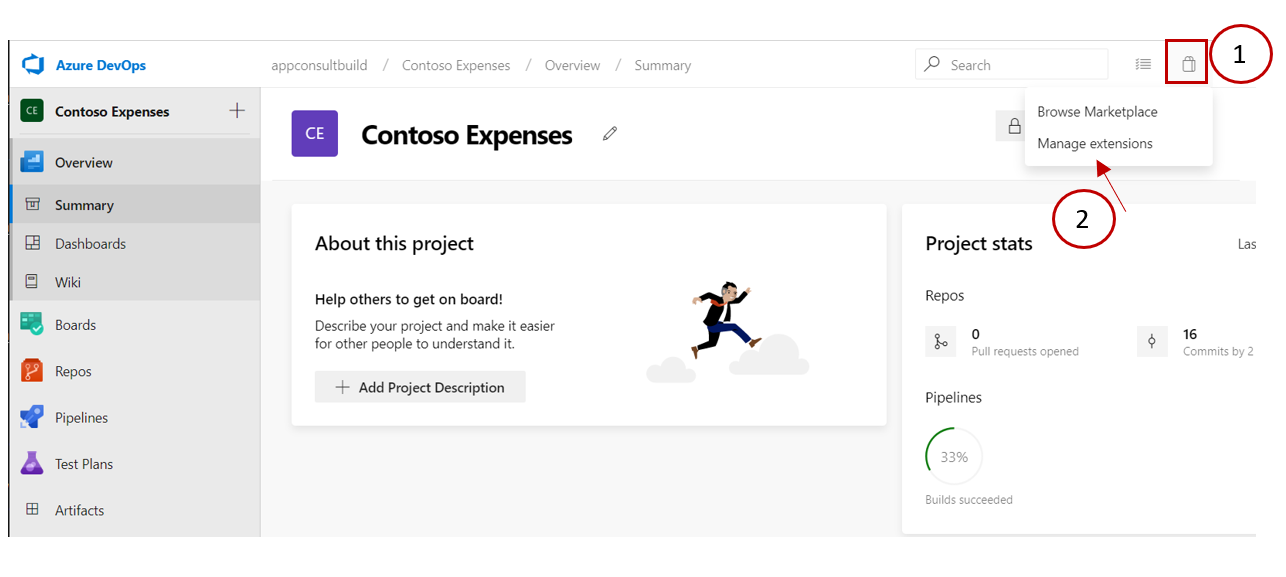 1
Azure DevOps
appconsultbuild / Contoso Expenses / Overview / Summary
Search
CE Contoso Expenses +
Browse Marketplace
Manage extensions
2
CE Contoso Expenses
Overview
Summary
Dashboards
Wiki
Boards
Repos
Pipelines
Test Plans
Artifacts
About this project
Help others to get on board!
Describe your project and make it easier
for other people to understand it.
+ Add Project Description
Project stats
Las
Repos
0
Pull requests opened
16
Commits by 2
Pipelines
33%
Builds succeeded